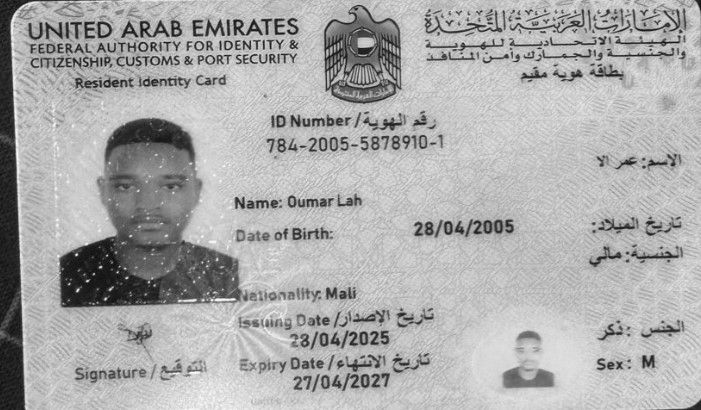 UNITED ARAB EMIRATES
FEDERAL AUTHORITY FOR IDENTITY &
CITIZENSHIP, CUSTOMS & PORT SECURITY
Resident Identity Card
الإمارات العربية المتحدة
الهيئة الاتحادية للهوية
والجنسية والجمارك وأمن المنافذ
بطاقة هوية مقيم
ID Number / رقم الهوية
784-2005-5878910-1
الإسم: عمر الا
Name: Oumar Lah
Date of Birth: 28/04/2005 تاريخ الميلاد:
الجنسية: مالي
Nationality: Mali
Issuing Date / تاريخ الإصدار
28/04/2025
الجنس: ذكر
Expiry Date / تاريخ الانتهاء
27/04/2027
Sex: M
Signature / التوقيع